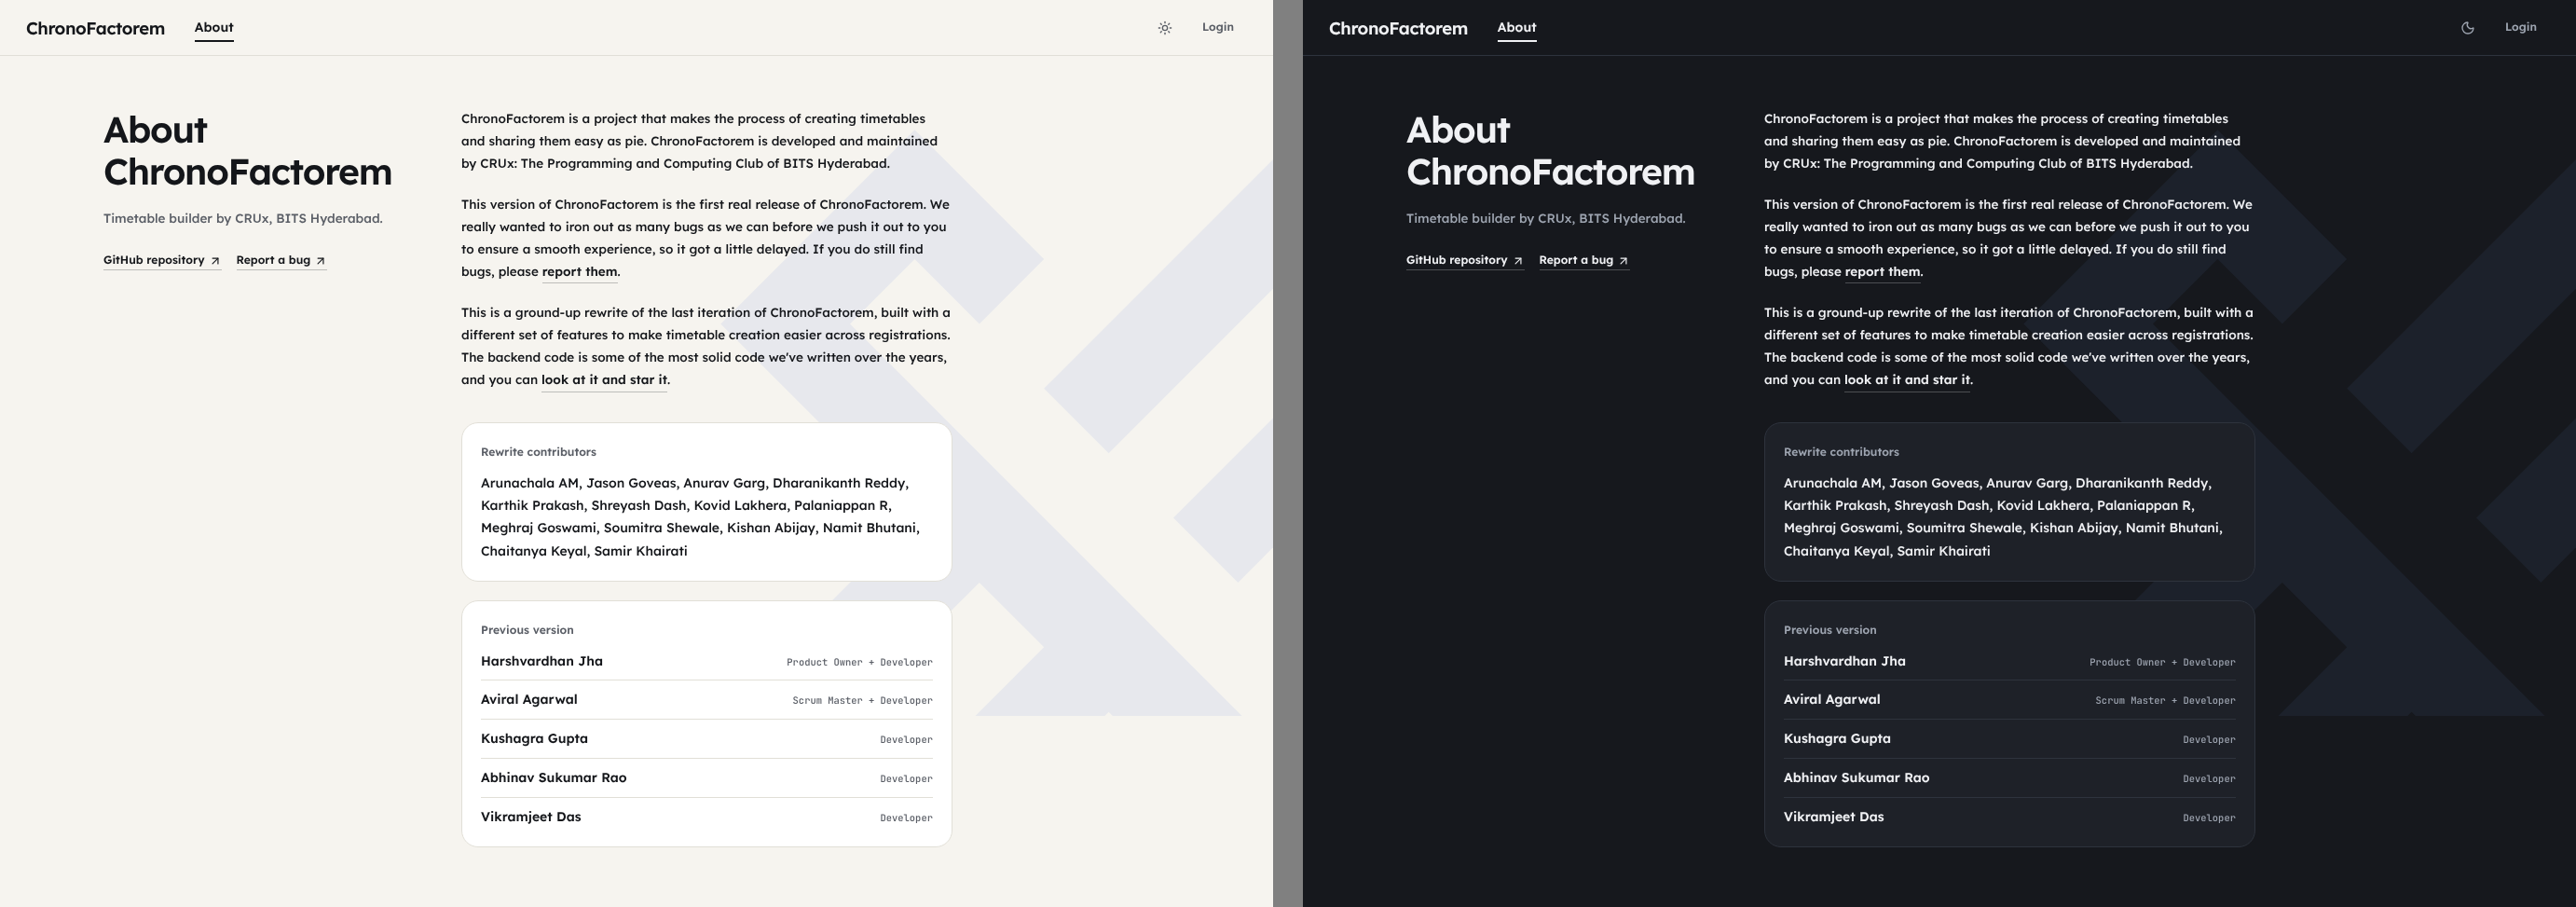 ChronoFactorem About Login
About
ChronoFactorem
Timetable builder by CRUx, BITS Hyderabad.
GitHub repository Report a bug
ChronoFactorem is a project that makes the process of creating timetables
and sharing them easy as pie. ChronoFactorem is developed and maintained
by CRUx: The Programming and Computing Club of BITS Hyderabad.
This version of ChronoFactorem is the first real release of ChronoFactorem. We
really wanted to iron out as many bugs as we can before we push it out to you
to ensure a smooth experience, so it got a little delayed. If you do still find
bugs, please report them.
This is a ground-up rewrite of the last iteration of ChronoFactorem, built with a
different set of features to make timetable creation easier across registrations.
The backend code is some of the most solid code we've written over the years,
and you can look at it and star it.
Rewrite contributors
Arunachala AM, Jason Goveas, Anurav Garg, Dharanikanth Reddy,
Karthik Prakash, Shreyash Dash, Kovid Lakhera, Palaniappan R,
Meghraj Goswami, Soumitra Shewale, Kishan Abijay, Namit Bhutani,
Chaitanya Keyal, Samir Khairati
Previous version
Harshvardhan Jha Product Owner + Developer
Aviral Agarwal Scrum Master + Developer
Kushagra Gupta Developer
Abhinav Sukumar Rao Developer
Vikramjeet Das Developer
ChronoFactorem About Login
About
ChronoFactorem
Timetable builder by CRUx, BITS Hyderabad.
GitHub repository Report a bug
ChronoFactorem is a project that makes the process of creating timetables
and sharing them easy as pie. ChronoFactorem is developed and maintained
by CRUx: The Programming and Computing Club of BITS Hyderabad.
This version of ChronoFactorem is the first real release of ChronoFactorem. We
really wanted to iron out as many bugs as we can before we push it out to you
to ensure a smooth experience, so it got a little delayed. If you do still find
bugs, please report them.
This is a ground-up rewrite of the last iteration of ChronoFactorem, built with a
different set of features to make timetable creation easier across registrations.
The backend code is some of the most solid code we've written over the years,
and you can look at it and star it.
Rewrite contributors
Arunachala AM, Jason Goveas, Anurav Garg, Dharanikanth Reddy,
Karthik Prakash, Shreyash Dash, Kovid Lakhera, Palaniappan R,
Meghraj Goswami, Soumitra Shewale, Kishan Abijay, Namit Bhutani,
Chaitanya Keyal, Samir Khairati
Previous version
Harshvardhan Jha Product Owner + Developer
Aviral Agarwal Scrum Master + Developer
Kushagra Gupta Developer
Abhinav Sukumar Rao Developer
Vikramjeet Das Developer